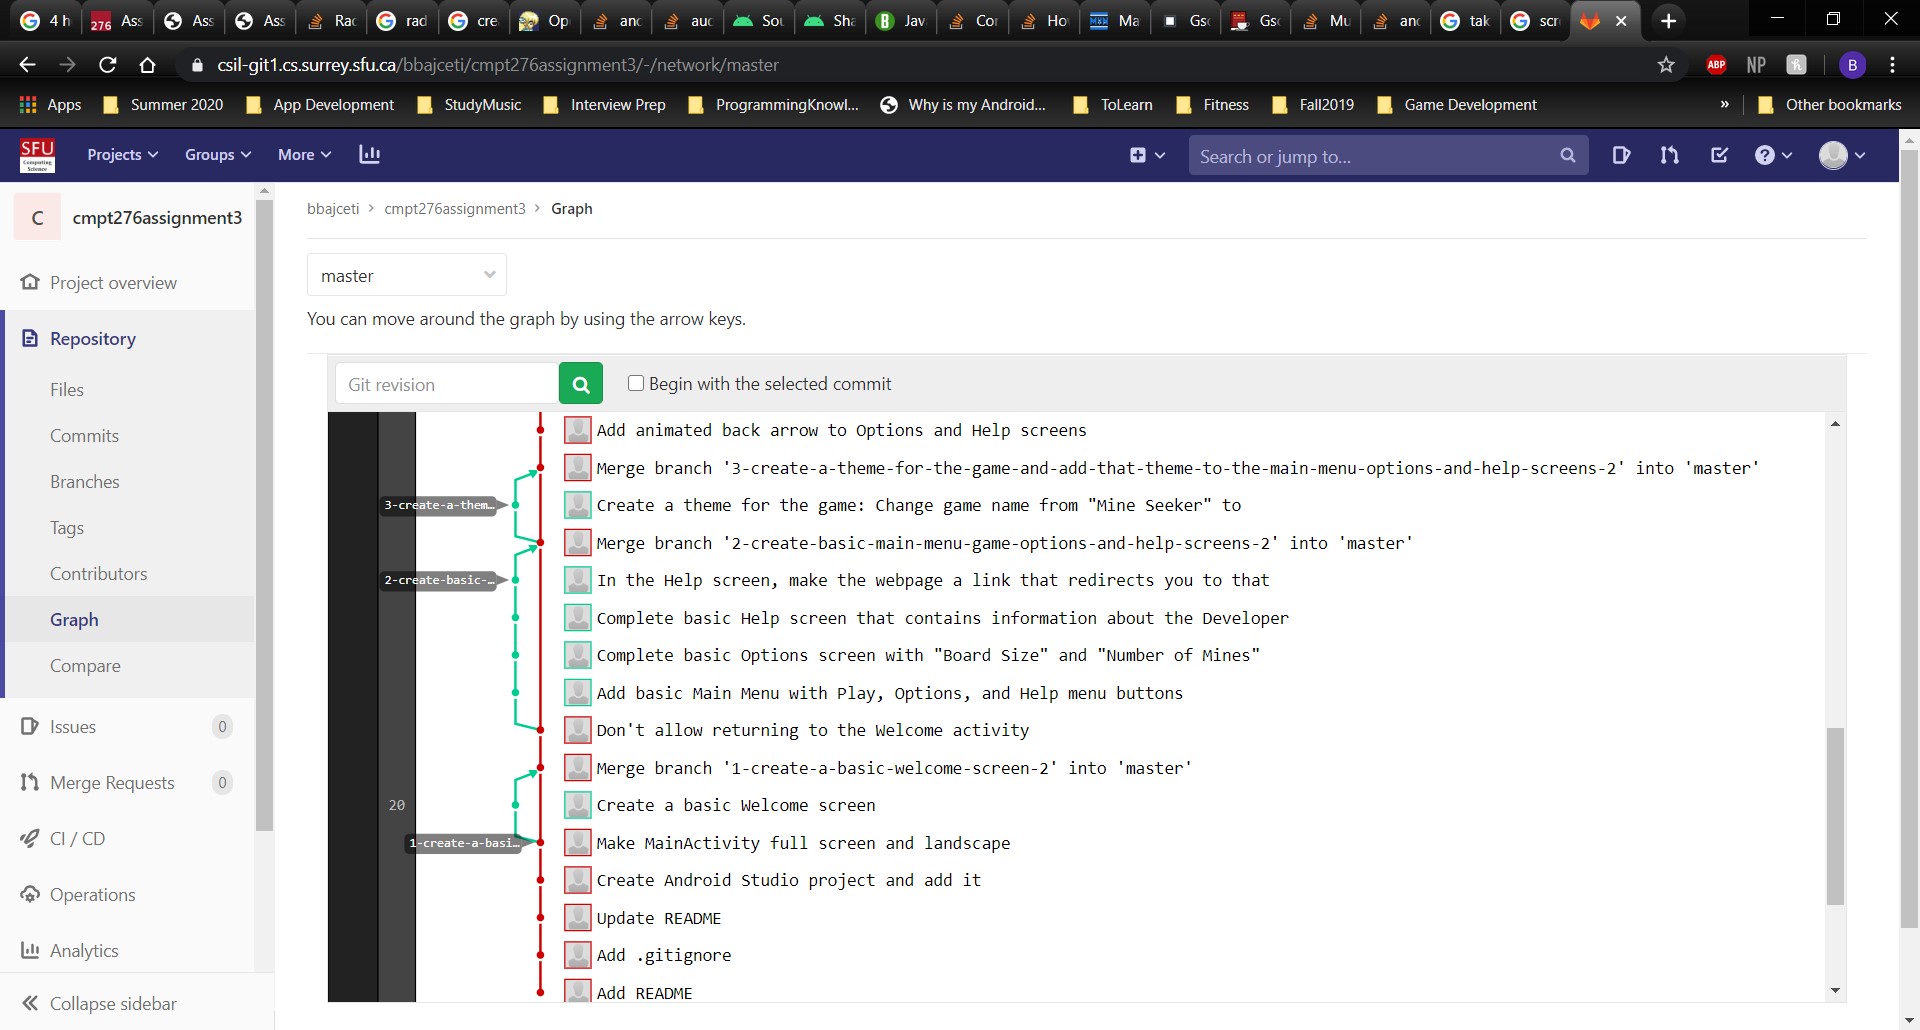 4 h
276 Ass
Ass
Ass
Rac
rad
cre
Op
anc
auc
Sou
Sha
Jav
Cor
Ho
Ma
Gs
Gso
Mu
anc
tak
scr
csil-git1.cs.surrey.sfu.ca/bbajceti/cmpt276assignment3/-/network/master
ABP
NP
B
Apps
Summer 2020
App Development
StudyMusic
Interview Prep
ProgrammingKnowl...
Why is my Android...
ToLearn
Fitness
Fall2019
Game Development
»
Other bookmarks
SFU
Computing
Science
Projects
Groups
More
Search or jump to...
C
cmpt276assignment3
Project overview
Repository
Files
Commits
Branches
Tags
Contributors
Graph
Compare
Issues 0
Merge Requests 0
CI / CD
Operations
Analytics
Collapse sidebar
bbajceti > cmpt276assignment3 > Graph
master
You can move around the graph by using the arrow keys.
Git revision
Begin with the selected commit
Add animated back arrow to Options and Help screens
Merge branch '3-create-a-theme-for-the-game-and-add-that-theme-to-the-main-menu-options-and-help-screens-2' into 'master'
3-create-a-them… Create a theme for the game: Change game name from "Mine Seeker" to
Merge branch '2-create-basic-main-menu-game-options-and-help-screens-2' into 'master'
2-create-basic-… In the Help screen, make the webpage a link that redirects you to that
Complete basic Help screen that contains information about the Developer
Complete basic Options screen with "Board Size" and "Number of Mines"
Add basic Main Menu with Play, Options, and Help menu buttons
Don't allow returning to the Welcome activity
Merge branch '1-create-a-basic-welcome-screen-2' into 'master'
20 Create a basic Welcome screen
1-create-a-basi… Make MainActivity full screen and landscape
Create Android Studio project and add it
Update README
Add .gitignore
Add README